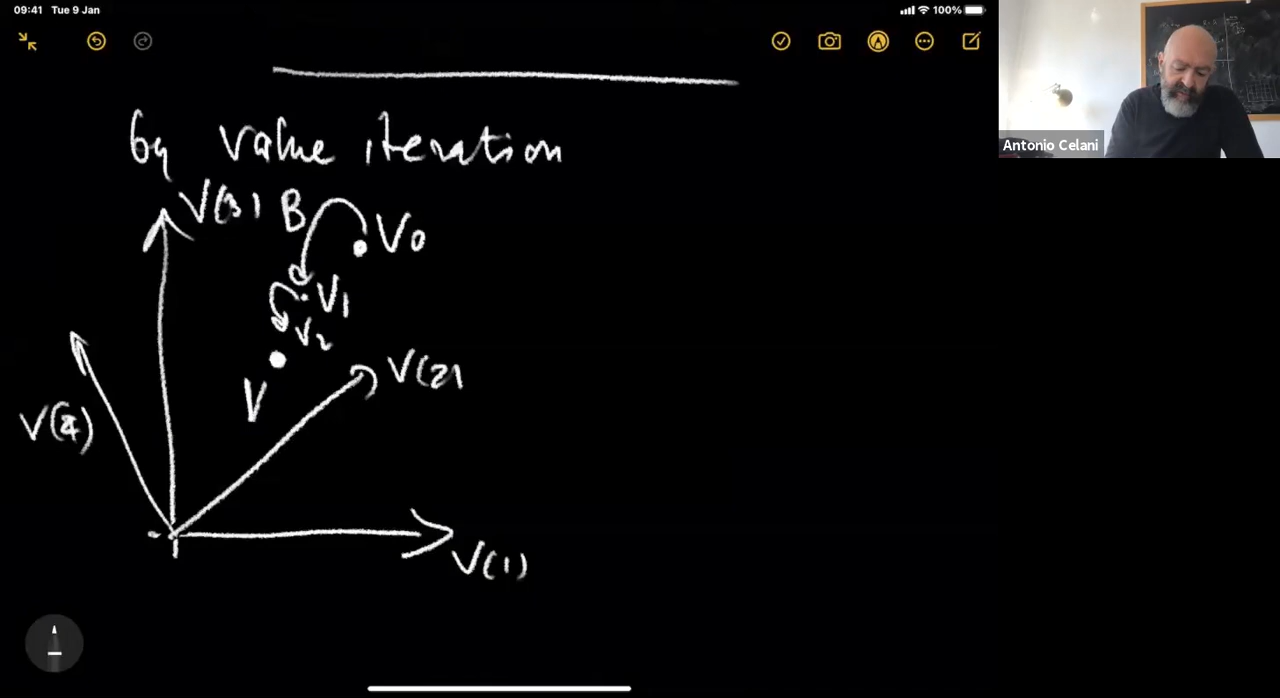 09:41 Tue 9 Jan 100%
Antonio Celani
by value iteration
V(3) B V0
V1
V2
V(2)
V
V(4)
V(1)